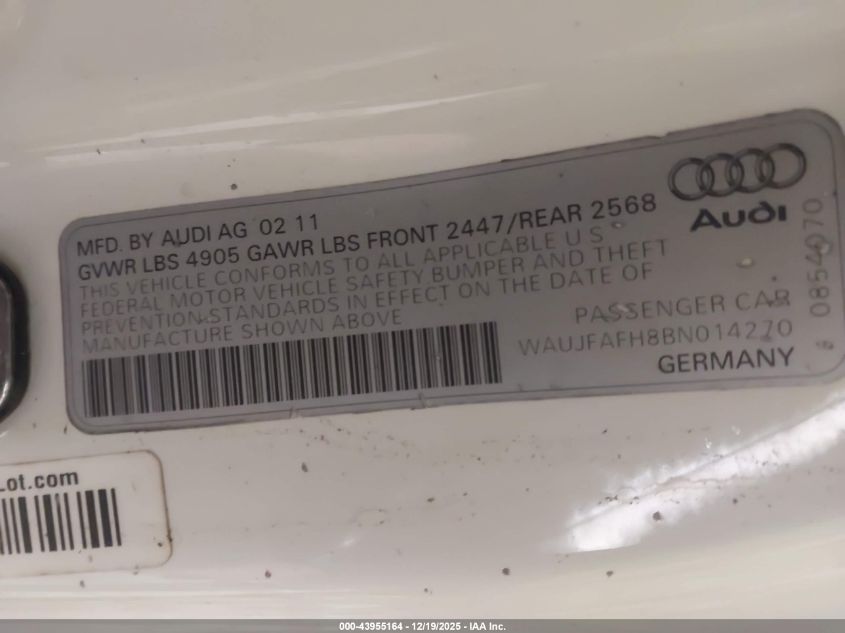 MFD. BY AUDI AG 02 11
GVWR LBS 4905 GAWR LBS FRONT 2447/REAR 2568
THIS VEHICLE CONFORMS TO ALL APPLICABLE U S
FEDERAL MOTOR VEHICLE SAFETY BUMPER AND THEFT
PREVENTION STANDARDS IN EFFECT ON THE DATE OF
MANUFACTURE SHOWN ABOVE
Audi
PASSENGER CAR
WAUJFAFH8BN014270
GERMANY
0854070
Lot.com
000-43955164 - 12/19/2025 - IAA Inc.